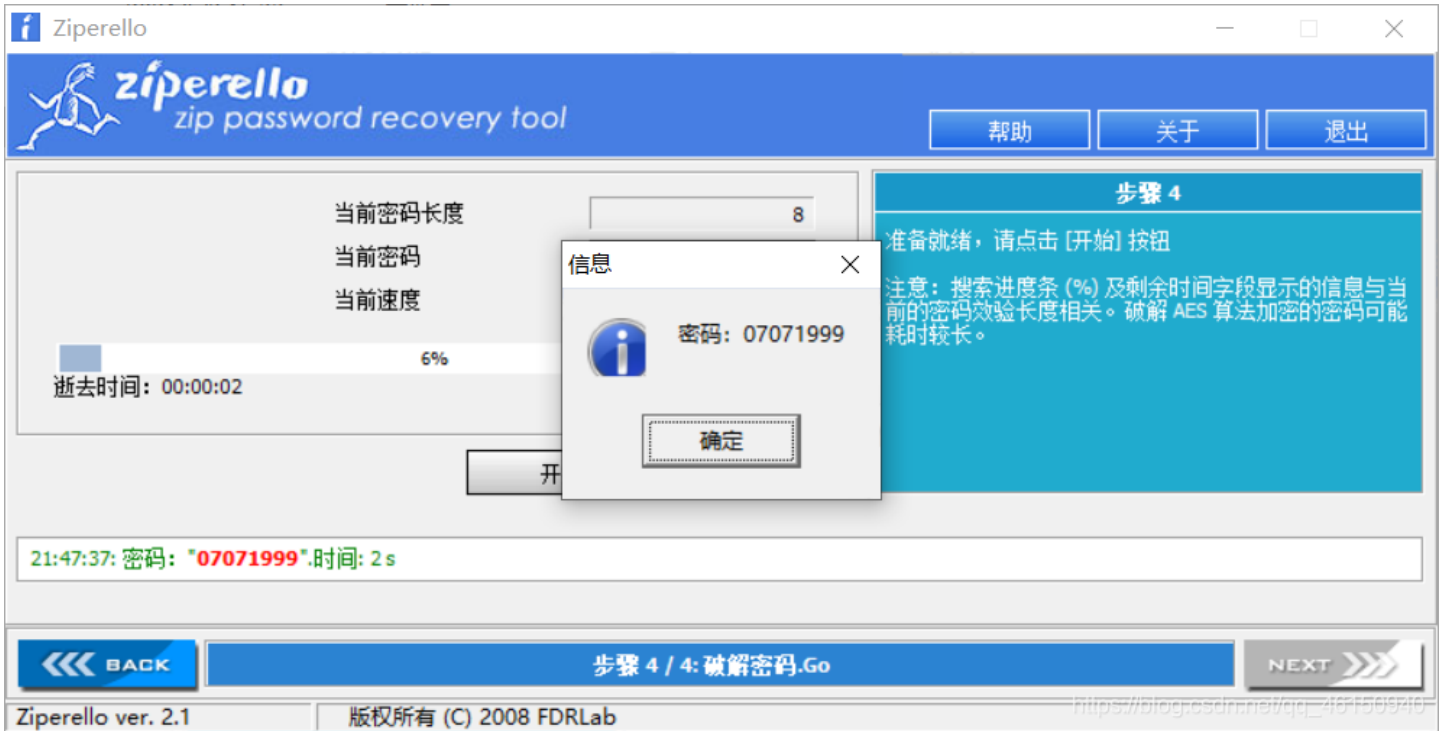 Ziperello
ziperello
zip password recovery tool
帮助
关于
退出
当前密码长度
8
当前密码
当前速度
6%
逝去时间：00:00:02
开
步骤 4
准备就绪，请点击 [开始] 按钮
注意：搜索进度条 (%) 及剩余时间字段显示的信息与当
前的密码效验长度相关。破解 AES 算法加密的密码可能
耗时较长。
信息
密码：07071999
确定
21:47:37: 密码："07071999".时间: 2 s
BACK
步骤 4 / 4: 破解密码.Go
NEXT
Ziperello ver. 2.1
版权所有 (C) 2008 FDRLab
https://blog.csdn.net/qq_46150940